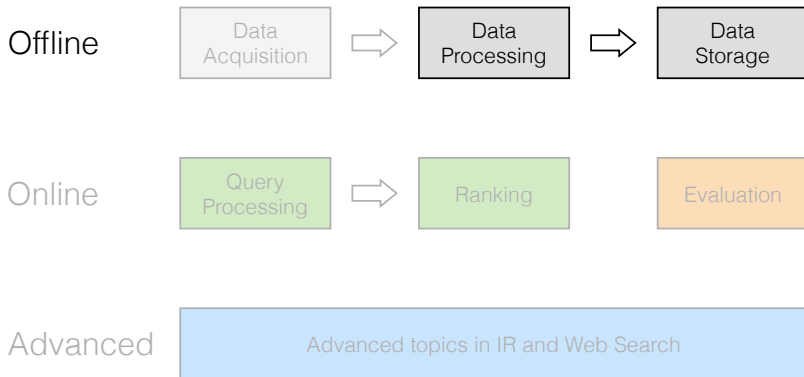 Offline
Data
Acquisition
Data
Processing
Data
Storage
Online
Query
Processing
Ranking
Evaluation
Advanced
Advanced topics in IR and Web Search